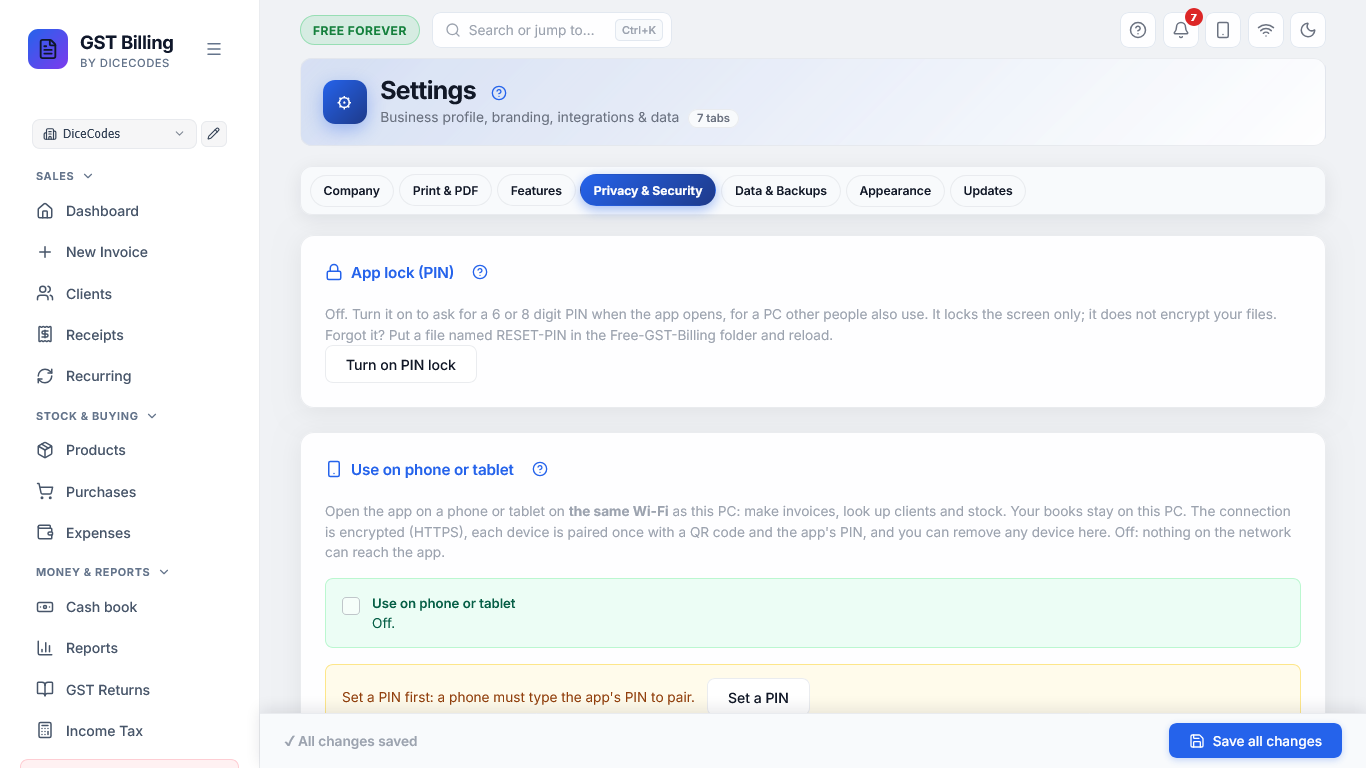 GST Billing
BY DICECODES
DiceCodes
SALES
Dashboard
New Invoice
Clients
Receipts
Recurring
STOCK & BUYING
Products
Purchases
Expenses
MONEY & REPORTS
Cash book
Reports
GST Returns
Income Tax
FREE FOREVER
Search or jump to...
Ctrl+K
7
Settings
Business profile, branding, integrations & data
7 tabs
Company
Print & PDF
Features
Privacy & Security
Data & Backups
Appearance
Updates
App lock (PIN)
Off. Turn it on to ask for a 6 or 8 digit PIN when the app opens, for a PC other people also use. It locks the screen only; it does not encrypt your files.
Forgot it? Put a file named RESET-PIN in the Free-GST-Billing folder and reload.
Turn on PIN lock
Use on phone or tablet
Open the app on a phone or tablet on the same Wi-Fi as this PC: make invoices, look up clients and stock. Your books stay on this PC. The connection
is encrypted (HTTPS), each device is paired once with a QR code and the app's PIN, and you can remove any device here. Off: nothing on the network
can reach the app.
Use on phone or tablet
Off.
Set a PIN first: a phone must type the app's PIN to pair.
Set a PIN
✓ All changes saved
Save all changes